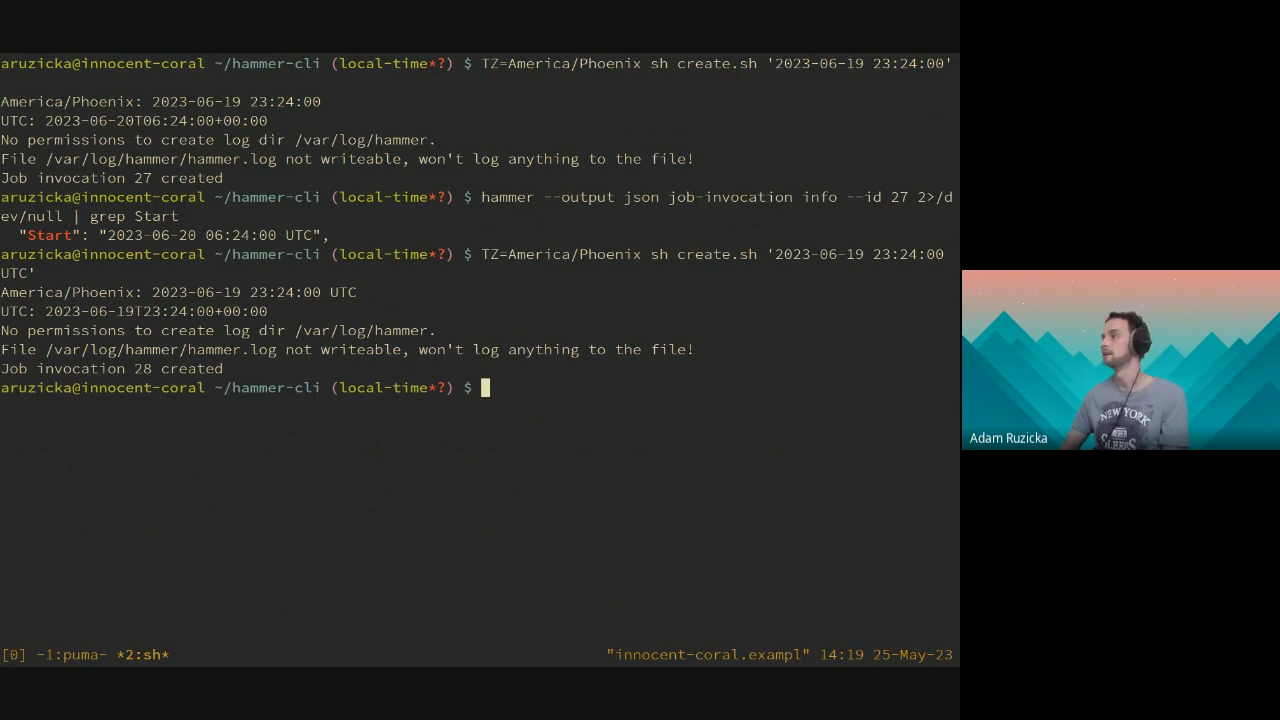 aruzicka@innocent-coral ~/hammer-cli (local-time*?) $ TZ=America/Phoenix sh create.sh '2023-06-19 23:24:00'
America/Phoenix: 2023-06-19 23:24:00
UTC: 2023-06-20T06:24:00+00:00
No permissions to create log dir /var/log/hammer.
File /var/log/hammer/hammer.log not writeable, won't log anything to the file!
Job invocation 27 created
aruzicka@innocent-coral ~/hammer-cli (local-time*?) $ hammer --output json job-invocation info --id 27 2>/d
ev/null | grep Start
  "Start": "2023-06-20 06:24:00 UTC",
aruzicka@innocent-coral ~/hammer-cli (local-time*?) $ TZ=America/Phoenix sh create.sh '2023-06-19 23:24:00
UTC'
America/Phoenix: 2023-06-19 23:24:00 UTC
UTC: 2023-06-19T23:24:00+00:00
No permissions to create log dir /var/log/hammer.
File /var/log/hammer/hammer.log not writeable, won't log anything to the file!
Job invocation 28 created
aruzicka@innocent-coral ~/hammer-cli (local-time*?) $
NEW YORK
Adam Ruzicka
[0] -1:puma- *2:sh* "innocent-coral.exampl" 14:19 25-May-23